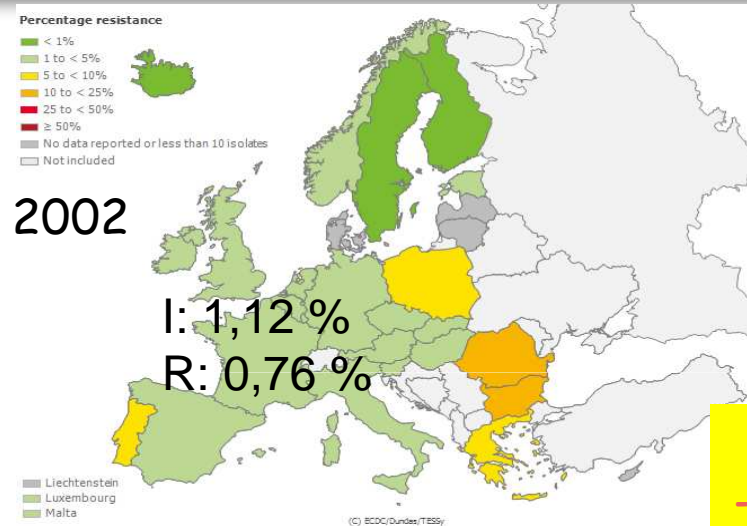 Percentage resistance
< 1%
1 to < 5%
5 to < 10%
10 to < 25%
25 to < 50%
≥ 50%
No data reported or less than 10 isolates
Not included
2002
I: 1,12 %
R: 0,76 %
Liechtenstein
Luxembourg
Malta
(C) ECDC/Dundas/TESSy